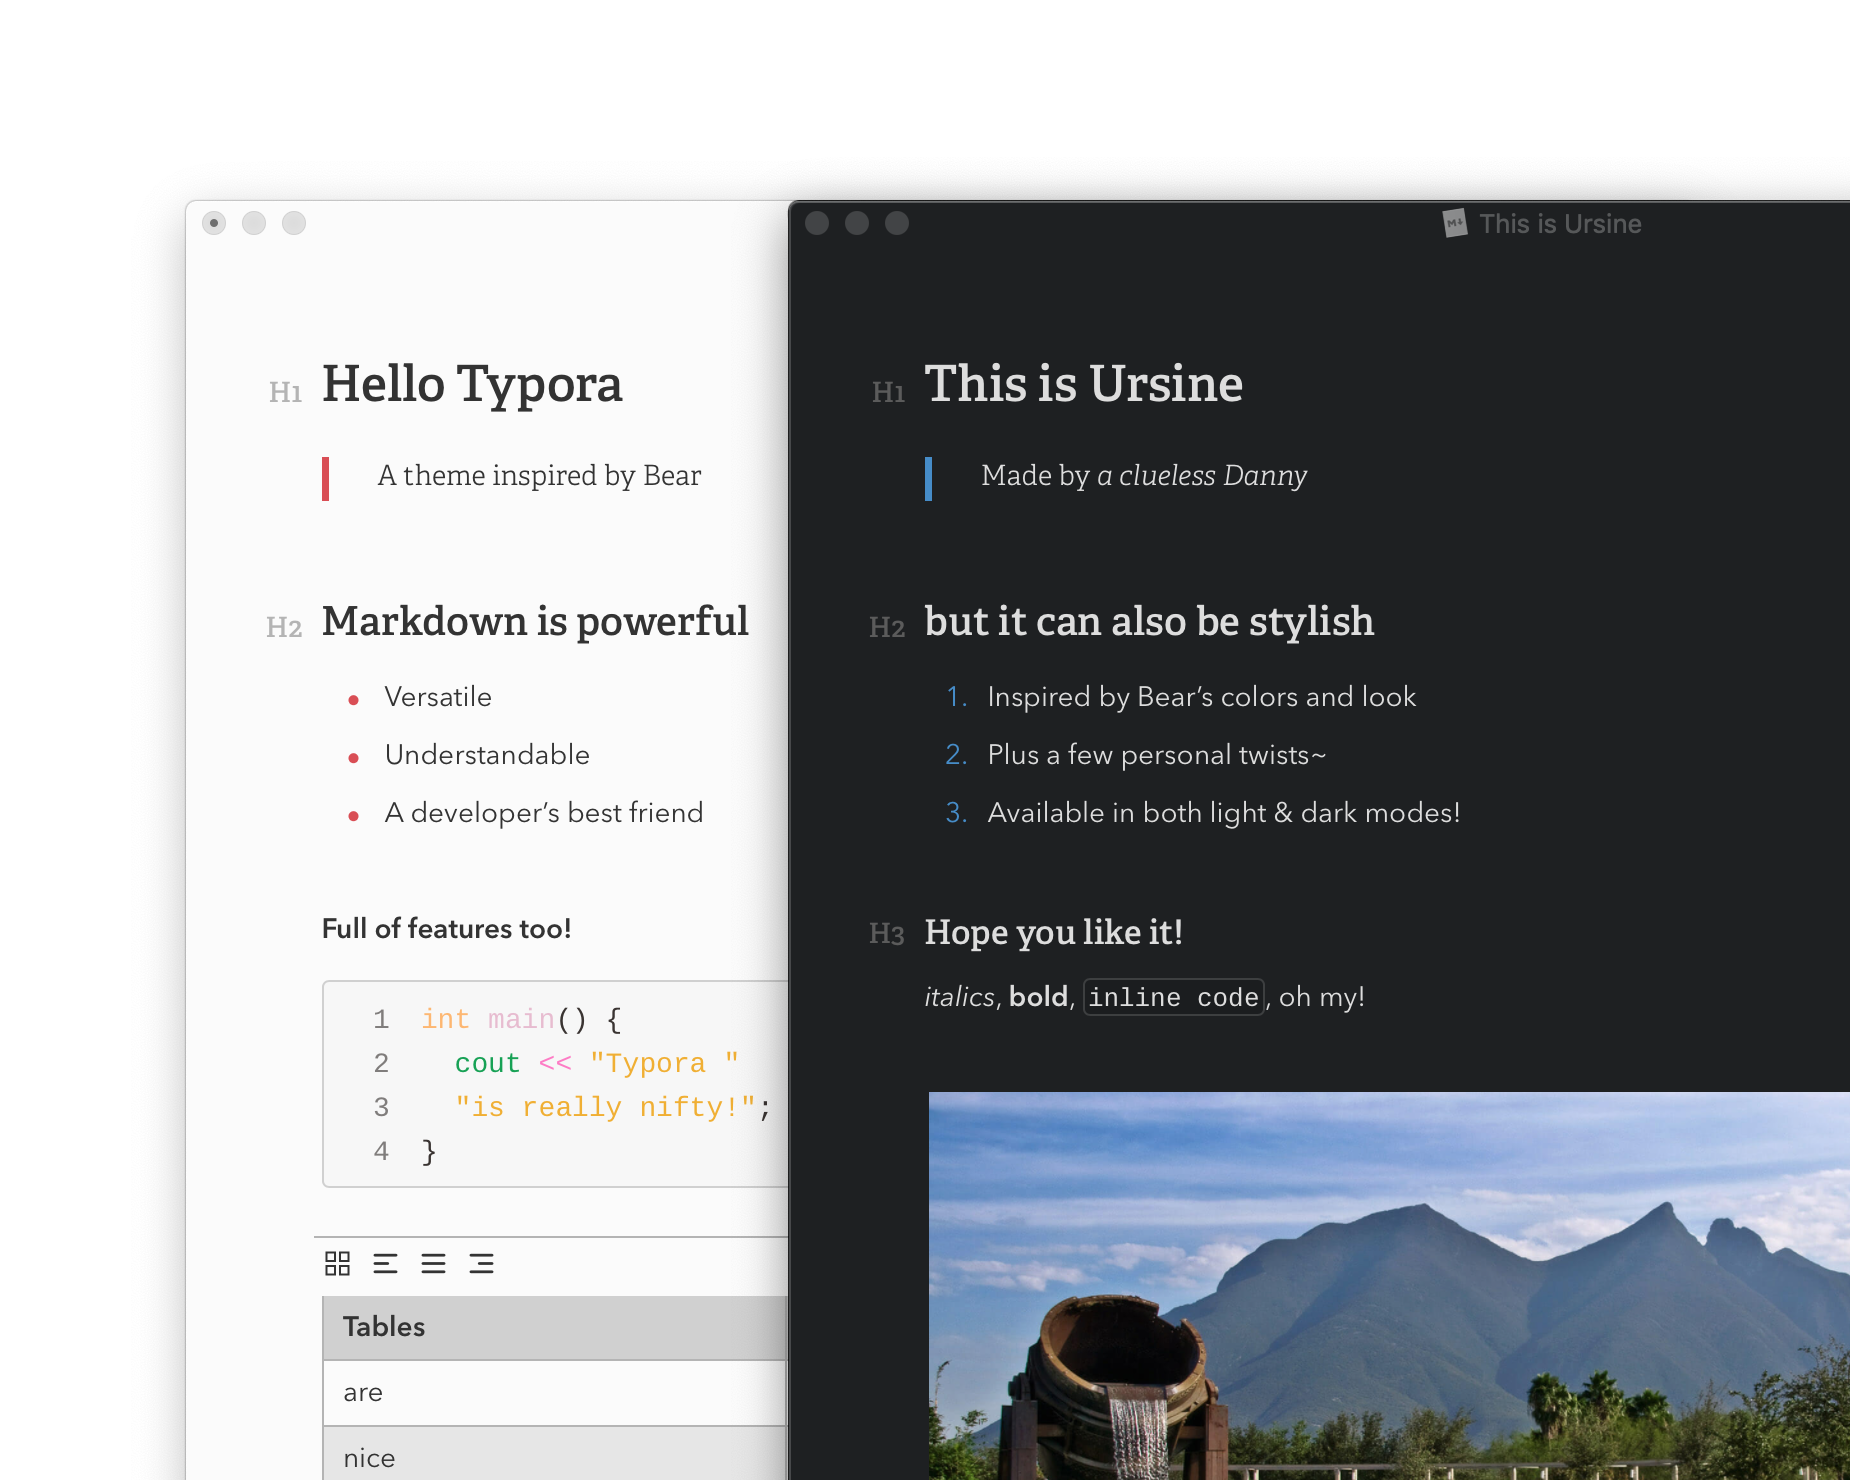 H1 Hello Typora
A theme inspired by Bear
H2 Markdown is powerful
• Versatile
• Understandable
• A developer’s best friend
Full of features too!
1 int main() {
2   cout << "Typora "
3   "is really nifty!";
4 }
Tables
are
nice
M↓ This is Ursine
H1 This is Ursine
Made by a clueless Danny
H2 but it can also be stylish
1. Inspired by Bear’s colors and look
2. Plus a few personal twists~
3. Available in both light & dark modes!
H3 Hope you like it!
italics, bold, inline code, oh my!